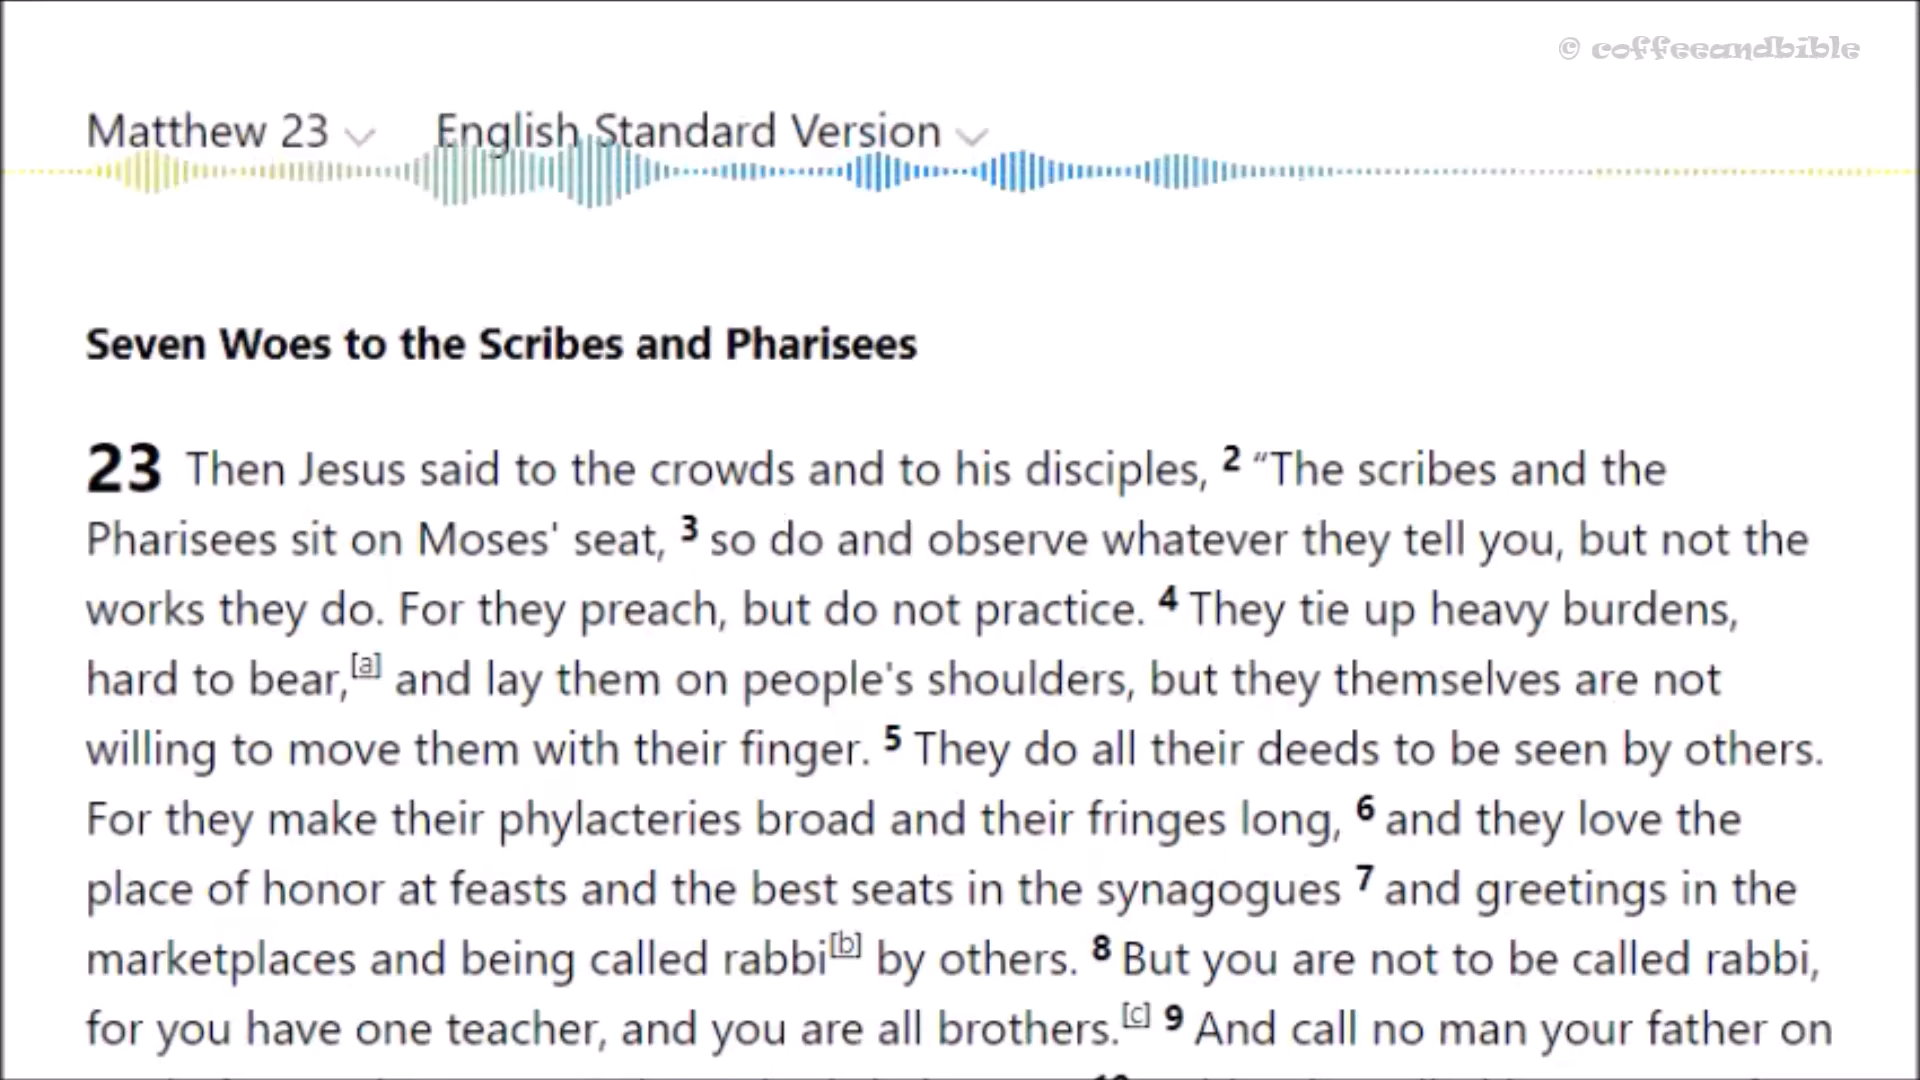 © coffeeandbible
Matthew 23 English Standard Version
Seven Woes to the Scribes and Pharisees
23 Then Jesus said to the crowds and to his disciples, 2 “The scribes and the
Pharisees sit on Moses' seat, 3 so do and observe whatever they tell you, but not the
works they do. For they preach, but do not practice. 4 They tie up heavy burdens,
hard to bear,[a] and lay them on people's shoulders, but they themselves are not
willing to move them with their finger. 5 They do all their deeds to be seen by others.
For they make their phylacteries broad and their fringes long, 6 and they love the
place of honor at feasts and the best seats in the synagogues 7 and greetings in the
marketplaces and being called rabbi[b] by others. 8 But you are not to be called rabbi,
for you have one teacher, and you are all brothers.[c] 9 And call no man your father on